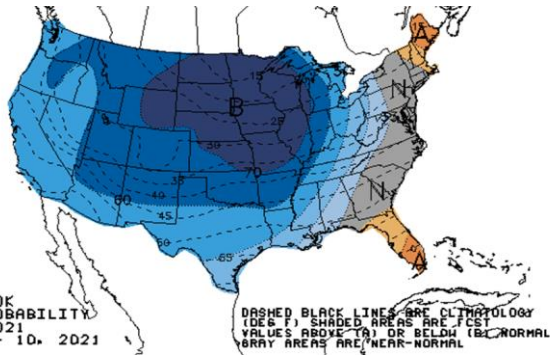 A
15
N
B
25
30
70
35
60
40
N
45
50
65
A
OK
OBABILITY
021
- 10, 2021
DASHED BLACK LINES ARE CLIMATOLOGY
(DEG F) SHADED AREAS ARE FCST
VALUES ABOVE (A) OR BELOW (B) NORMAL
GRAY AREAS ARE NEAR-NORMAL